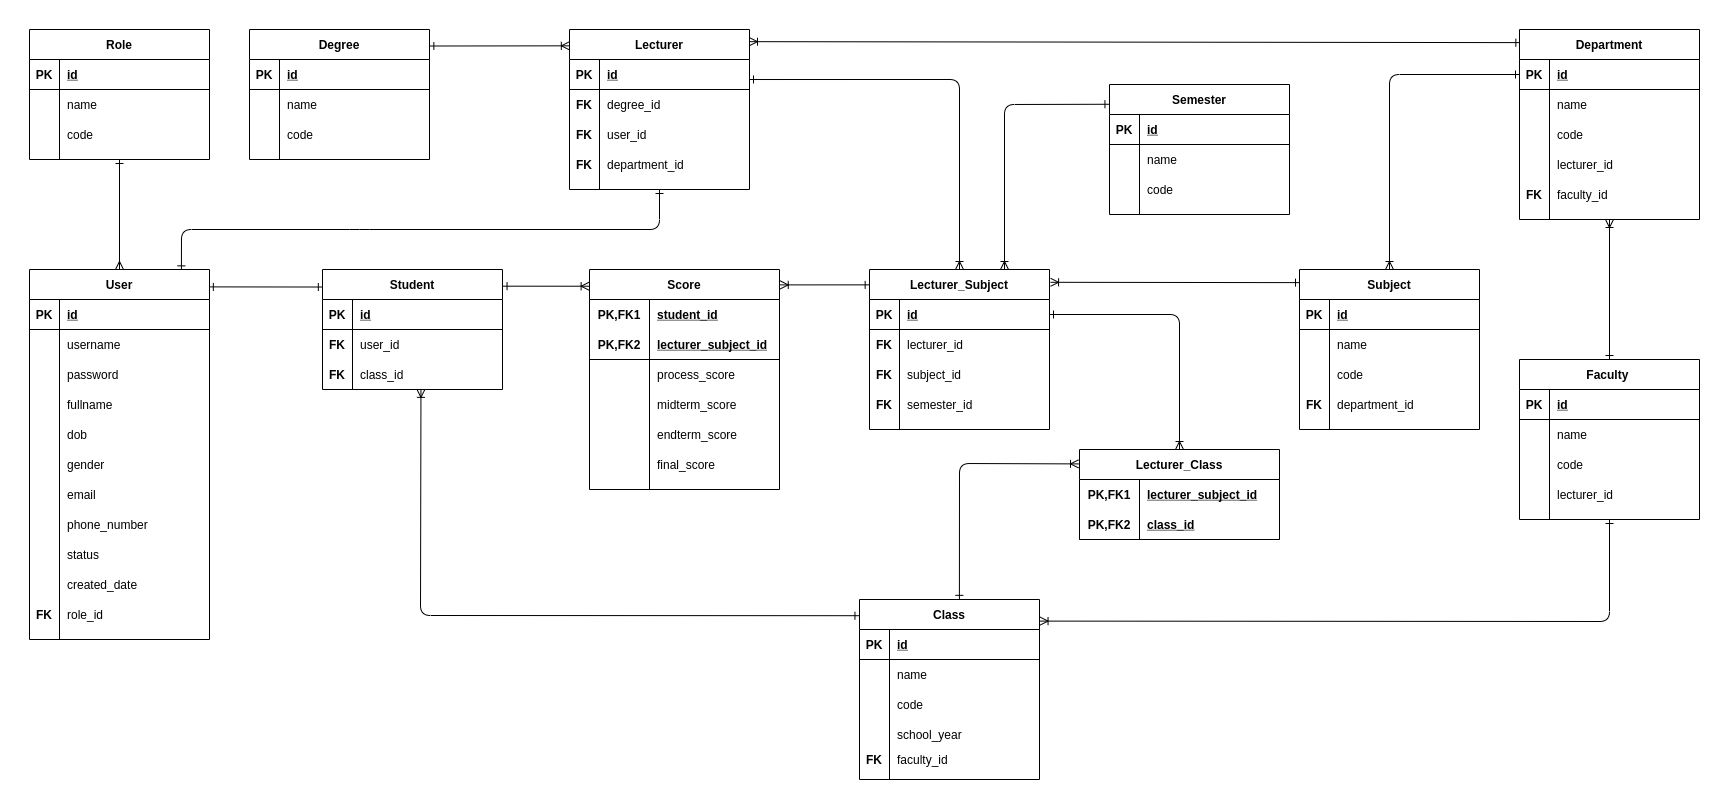 Role
PK id
name
code
Degree
PK id
name
code
Lecturer
PK id
FK degree_id
FK user_id
FK department_id
Semester
PK id
name
code
Department
PK id
name
code
lecturer_id
FK faculty_id
User
PK id
username
password
fullname
dob
gender
email
phone_number
status
created_date
FK role_id
Student
PK id
FK user_id
FK class_id
Score
PK,FK1 student_id
PK,FK2 lecturer_subject_id
process_score
midterm_score
endterm_score
final_score
Lecturer_Subject
PK id
FK lecturer_id
FK subject_id
FK semester_id
Subject
PK id
name
code
FK department_id
Faculty
PK id
name
code
lecturer_id
Lecturer_Class
PK,FK1 lecturer_subject_id
PK,FK2 class_id
Class
PK id
name
code
school_year
FK faculty_id